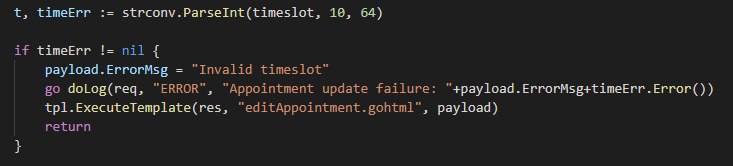 t, timeErr := strconv.ParseInt(timeslot, 10, 64)
if timeErr != nil {
payload.ErrorMsg = "Invalid timeslot"
go doLog(req, "ERROR", "Appointment update failure: "+payload.ErrorMsg+timeErr.Error())
tpl.ExecuteTemplate(res, "editAppointment.gohtml", payload)
return
}